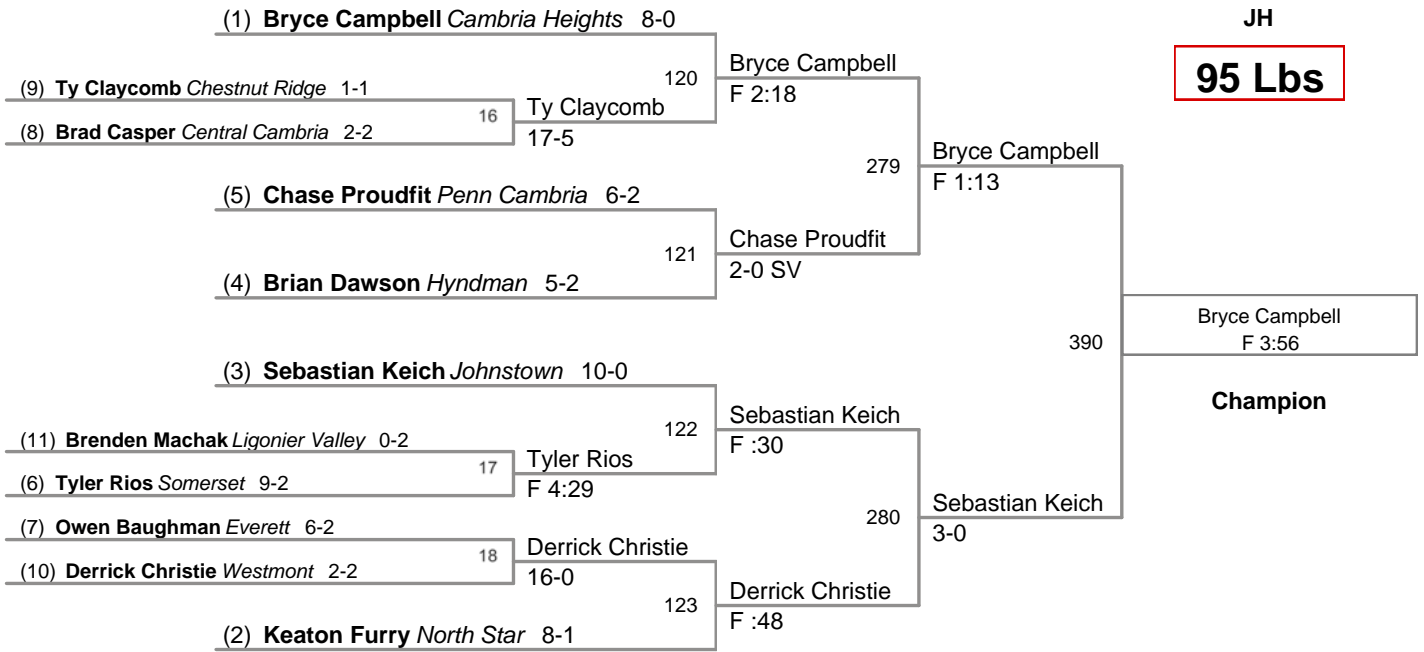 (1) Bryce Campbell Cambria Heights 8-0
JH
95 Lbs
120
Bryce Campbell
F 2:18
(9) Ty Claycomb Chestnut Ridge 1-1
16
Ty Claycomb
17-5
(8) Brad Casper Central Cambria 2-2
279
Bryce Campbell
F 1:13
(5) Chase Proudfit Penn Cambria 6-2
121
Chase Proudfit
2-0 SV
(4) Brian Dawson Hyndman 5-2
390
Bryce Campbell
F 3:56
Champion
(3) Sebastian Keich Johnstown 10-0
122
Sebastian Keich
F :30
(11) Brenden Machak Ligonier Valley 0-2
17
Tyler Rios
F 4:29
(6) Tyler Rios Somerset 9-2
280
Sebastian Keich
3-0
(7) Owen Baughman Everett 6-2
18
Derrick Christie
16-0
(10) Derrick Christie Westmont 2-2
123
Derrick Christie
F :48
(2) Keaton Furry North Star 8-1